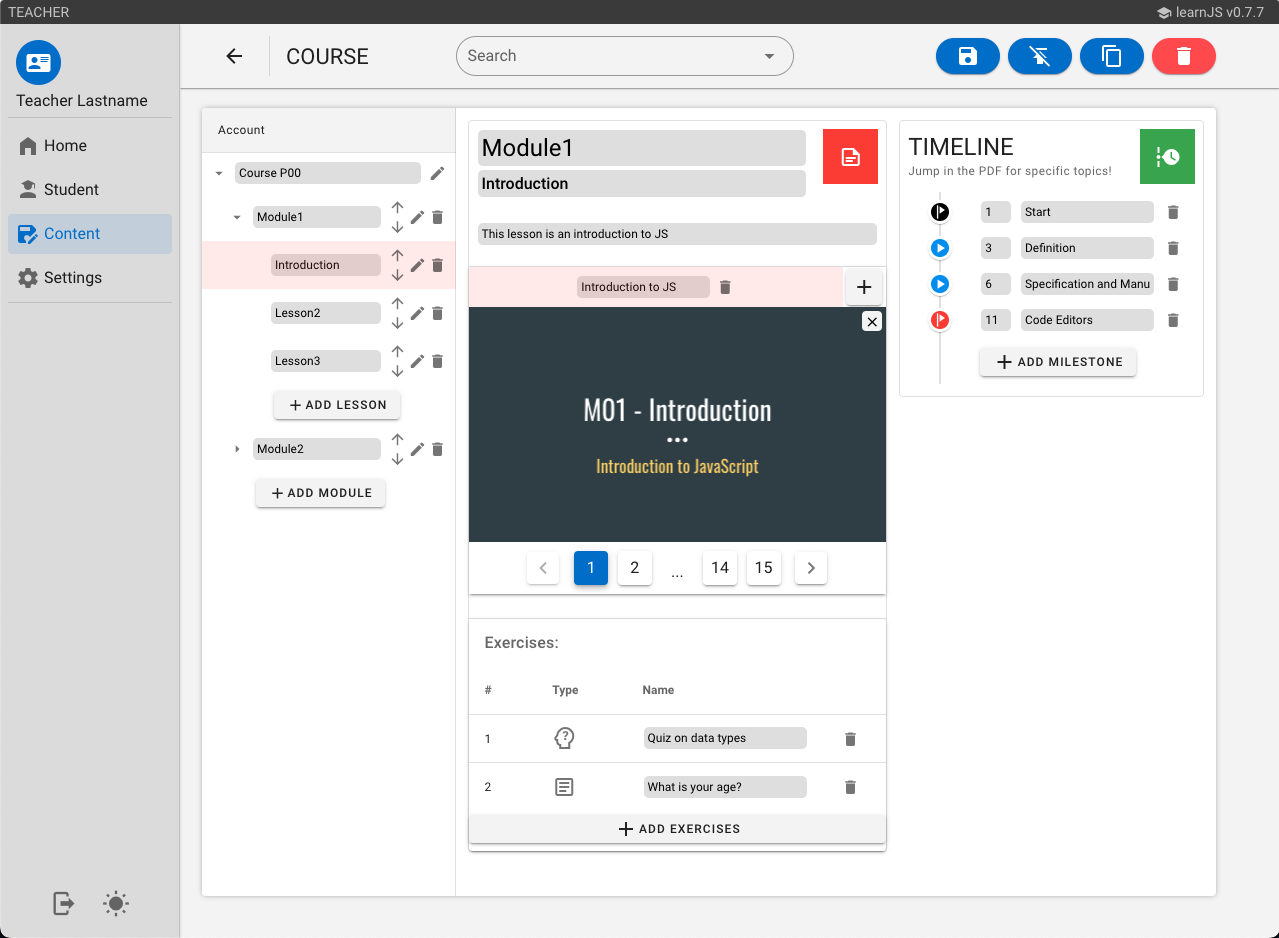 TEACHER
learnJS v0.7.7
Teacher Lastname
Home
Student
Content
Settings
COURSE
Search
Account
Course P00
Module1
Introduction
Lesson2
Lesson3
ADD LESSON
Module2
ADD MODULE
Module1
Introduction
This lesson is an introduction to JS
Introduction to JS
M01 - Introduction
Introduction to JavaScript
1 2 ... 14 15
Exercises:
# Type Name
1 ? Quiz on data types
2 What is your age?
ADD EXERCISES
TIMELINE
Jump in the PDF for specific topics!
1 Start
3 Definition
6 Specification and Manu
11 Code Editors
ADD MILESTONE